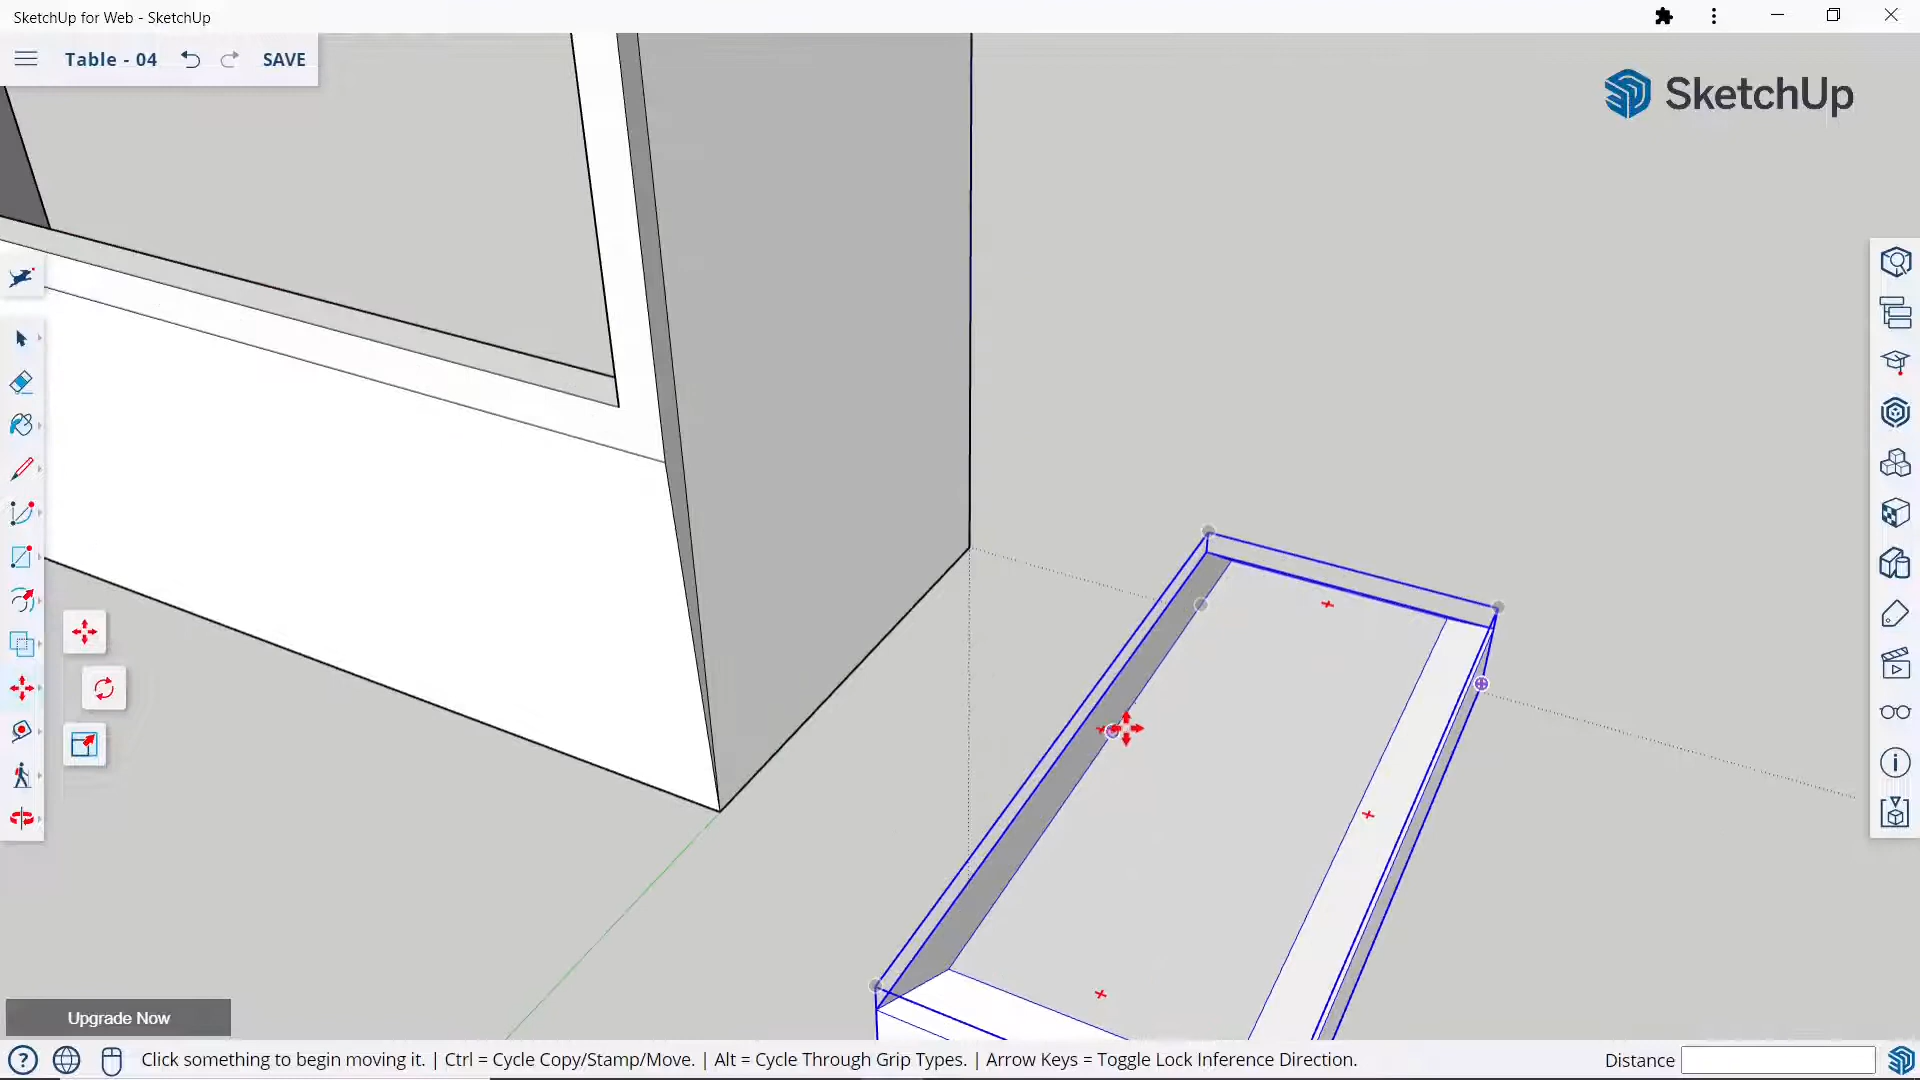 SketchUp for Web - SketchUp
Table - 04
SAVE
SketchUp
Upgrade Now
Click something to begin moving it. | Ctrl = Cycle Copy/Stamp/Move. | Alt = Cycle Through Grip Types. | Arrow Keys = Toggle Lock Inference Direction.
Distance